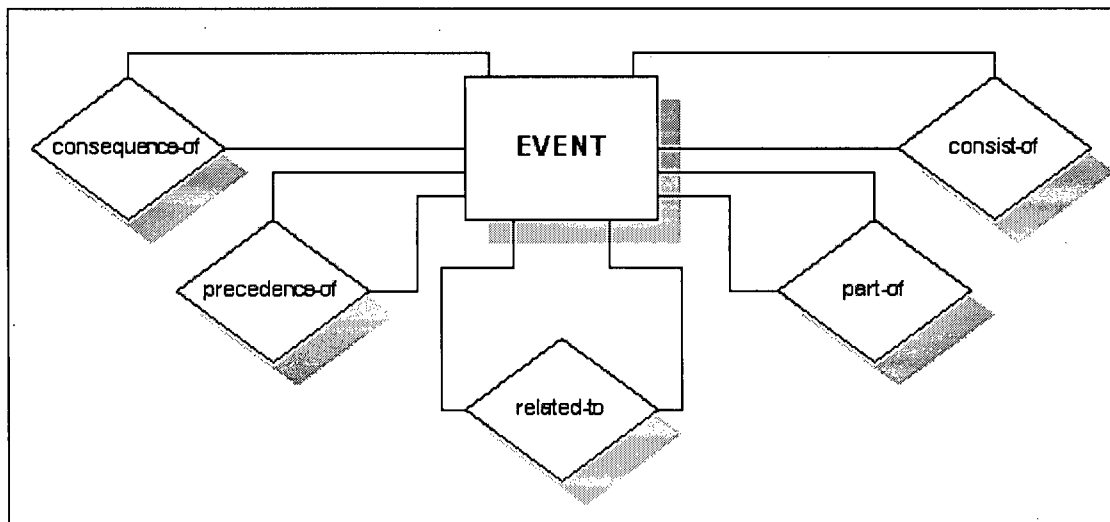 EVENT
consequence-of
consist-of
precedence-of
part-of
related-to